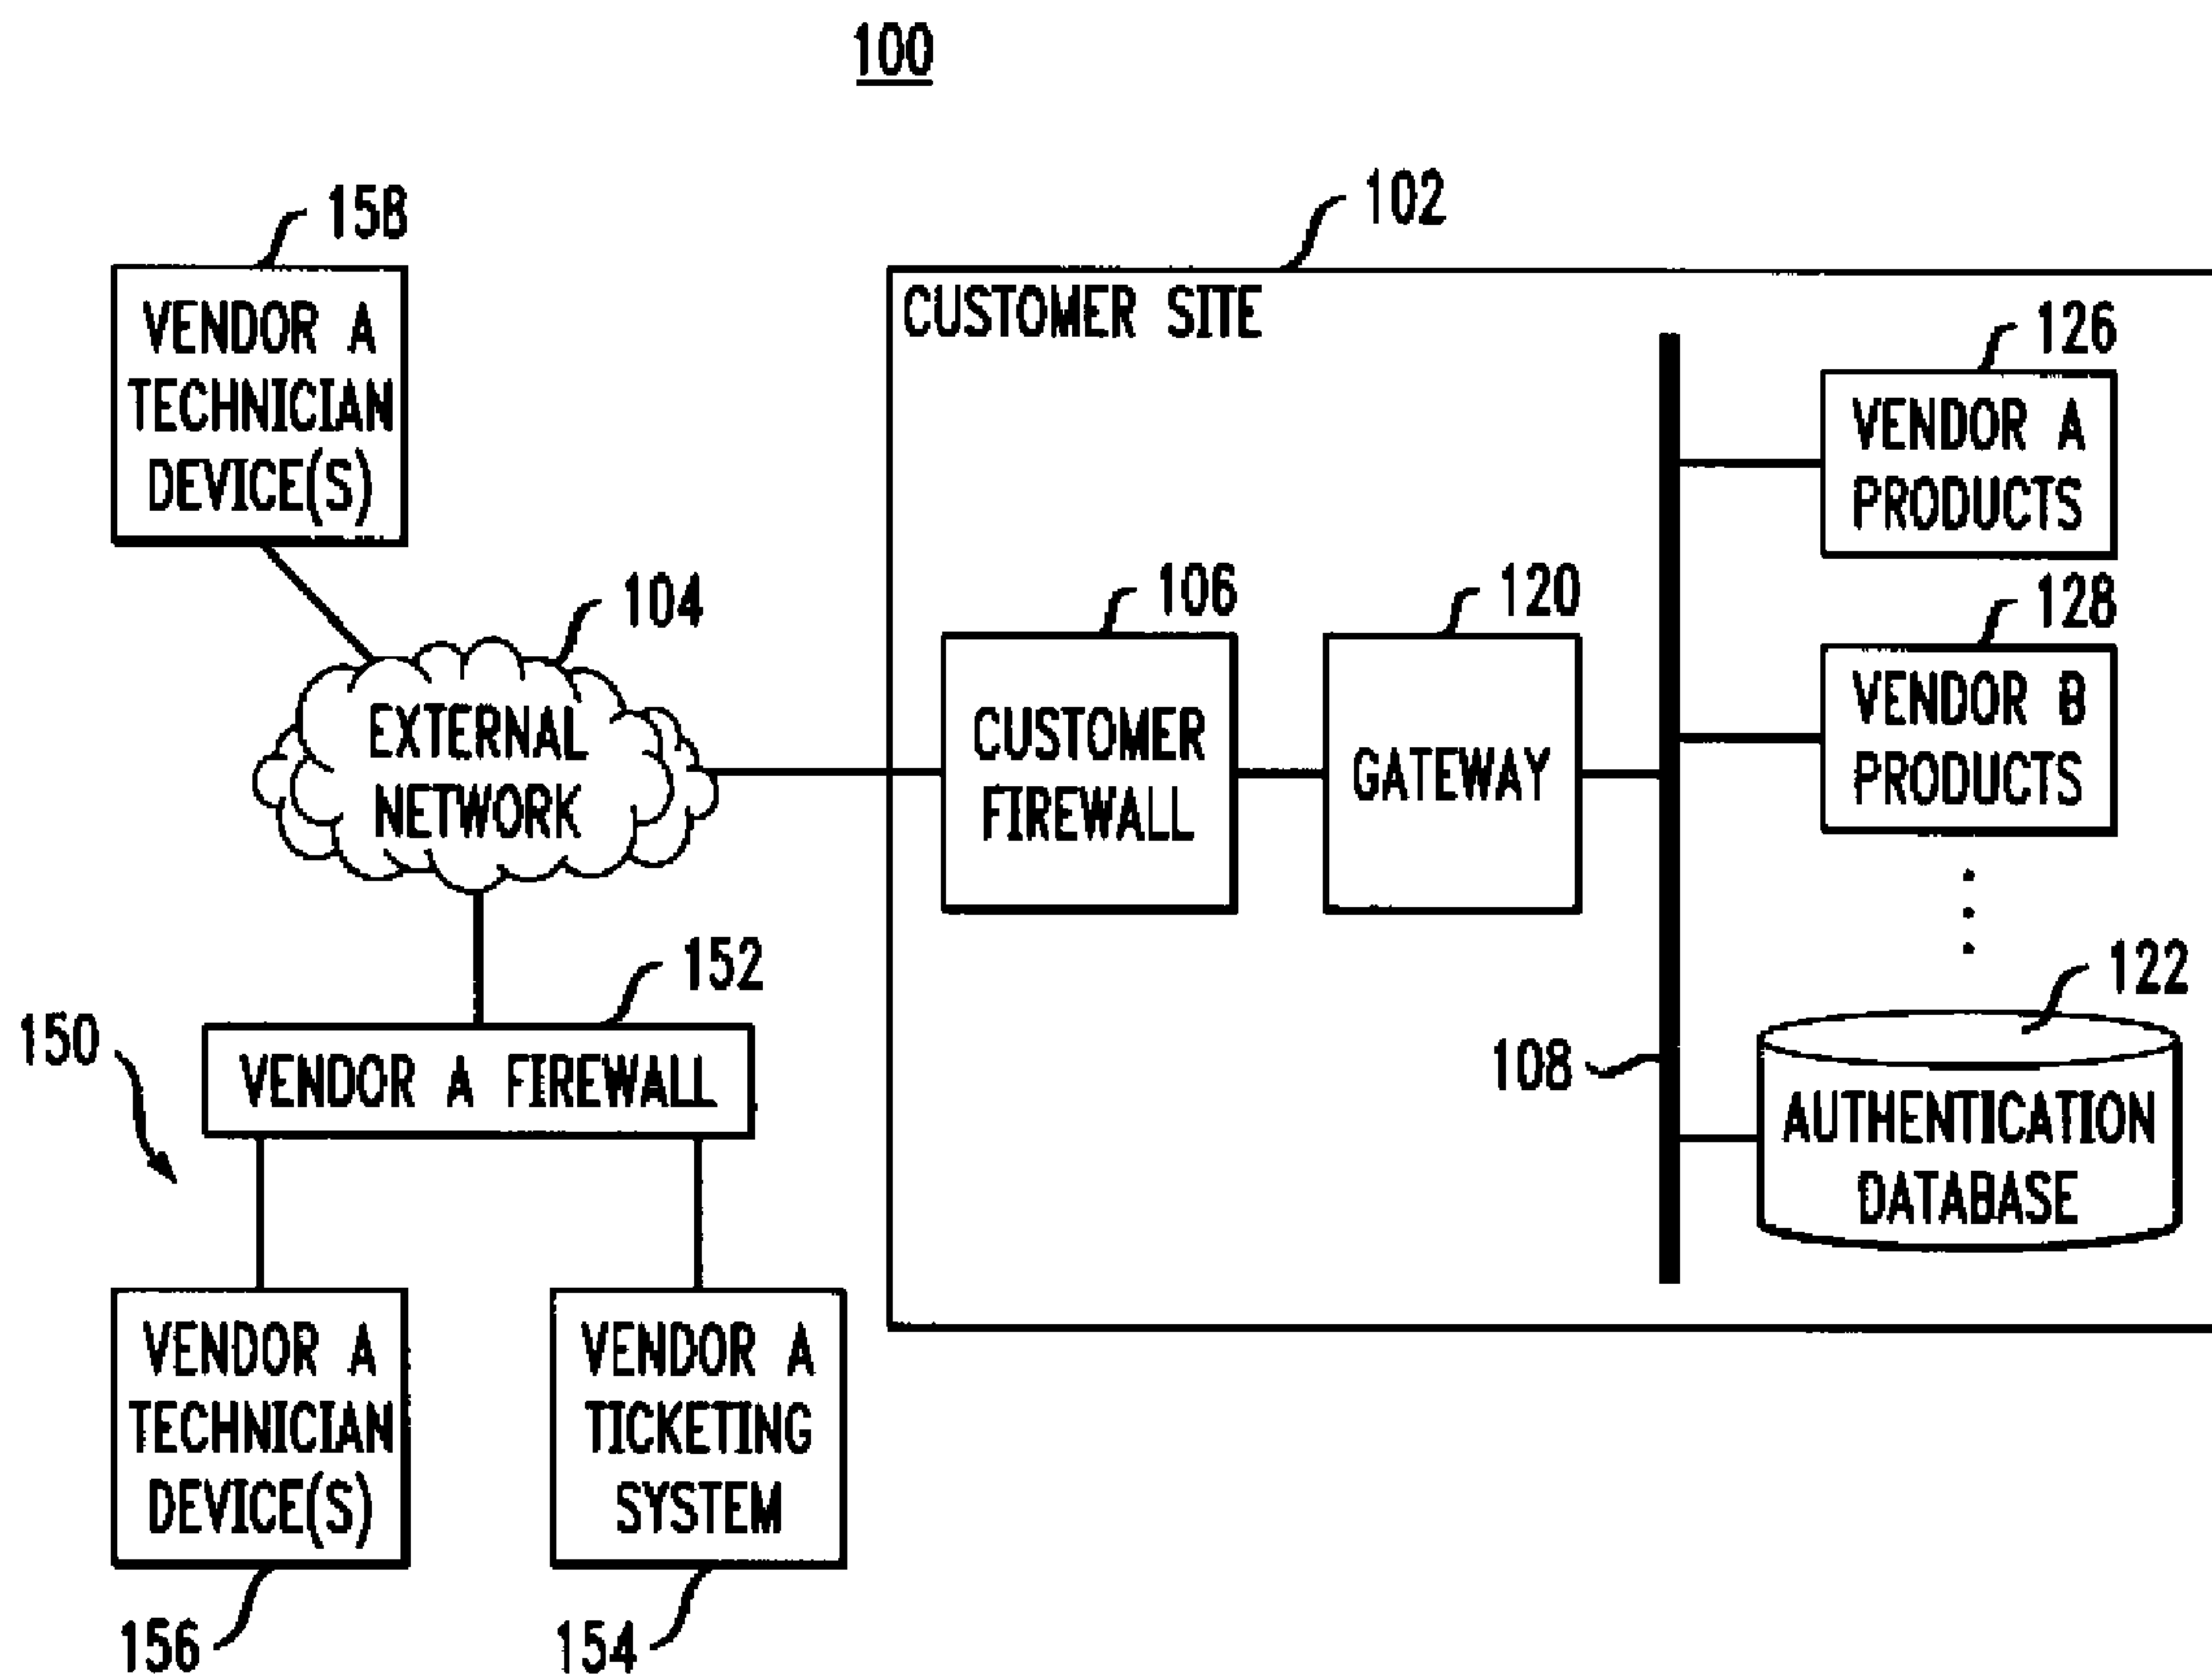 100
158
VENDOR A
TECHNICIAN
DEVICE(S)
102
CUSTOMER SITE
126
VENDOR A
PRODUCTS
104
EXTERNAL
NETWORK
106
CUSTOMER
FIREWALL
120
GATEWAY
128
VENDOR B
PRODUCTS
108
122
AUTHENTICATION
DATABASE
150
152
VENDOR A FIREWALL
VENDOR A
TECHNICIAN
DEVICE(S)
156
VENDOR A
TICKETING
SYSTEM
154